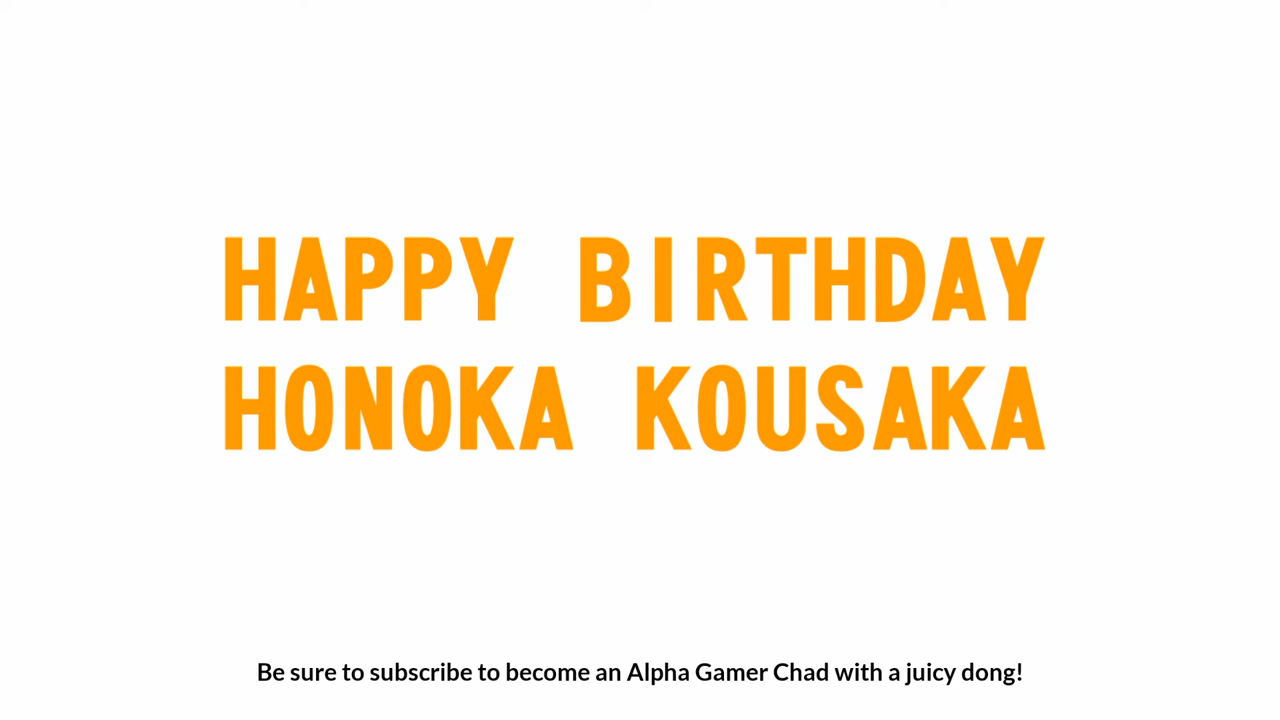 HAPPY BIRTHDAY
HONOKA KOUSAKA
Be sure to subscribe to become an Alpha Gamer Chad with a juicy dong!